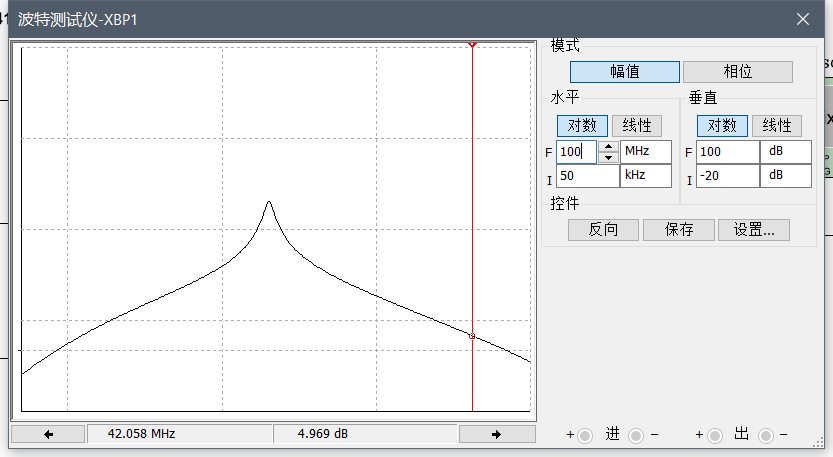 波特测试仪-XBP1
模式
幅值 相位
水平 垂直
对数 线性 对数 线性
F 100 MHz F 100 dB
I 50 kHz I -20 dB
控件
反向 保存 设置...
42.058 MHz 4.969 dB
+ 进 − + 出 −